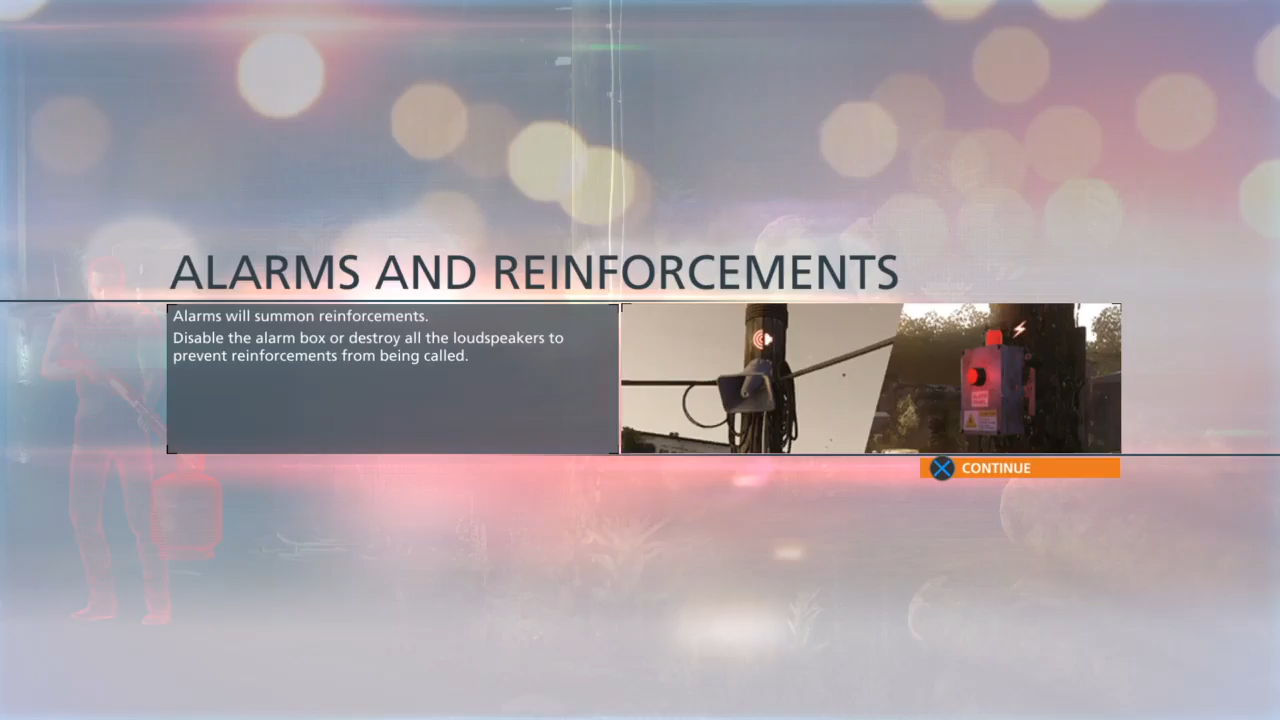 ALARMS AND REINFORCEMENTS
Alarms will summon reinforcements.
Disable the alarm box or destroy all the loudspeakers to
prevent reinforcements from being called.
CONTINUE